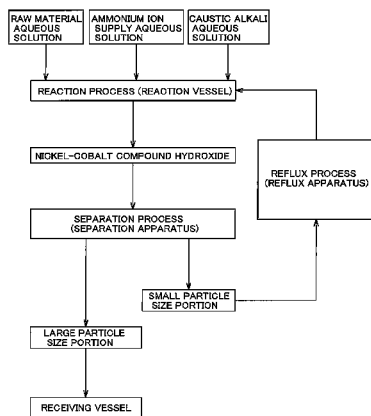 RAW MATERIAL
AQUEOUS
SOLUTION
AMMONIUM ION
SUPPLY AQUEOUS
SOLUTION
CAUSTIC ALKALI
AQUEOUS
SOLUTION
REACTION PROCESS (REACTION VESSEL)
NICKEL-COBALT COMPOUND HYDROXIDE
REFLUX PROCESS
(REFLUX APPARATUS)
SEPARATION PROCESS
(SEPARATION APPARATUS)
SMALL PARTICLE
SIZE PORTION
LARGE PARTICLE
SIZE PORTION
RECEIVING VESSEL